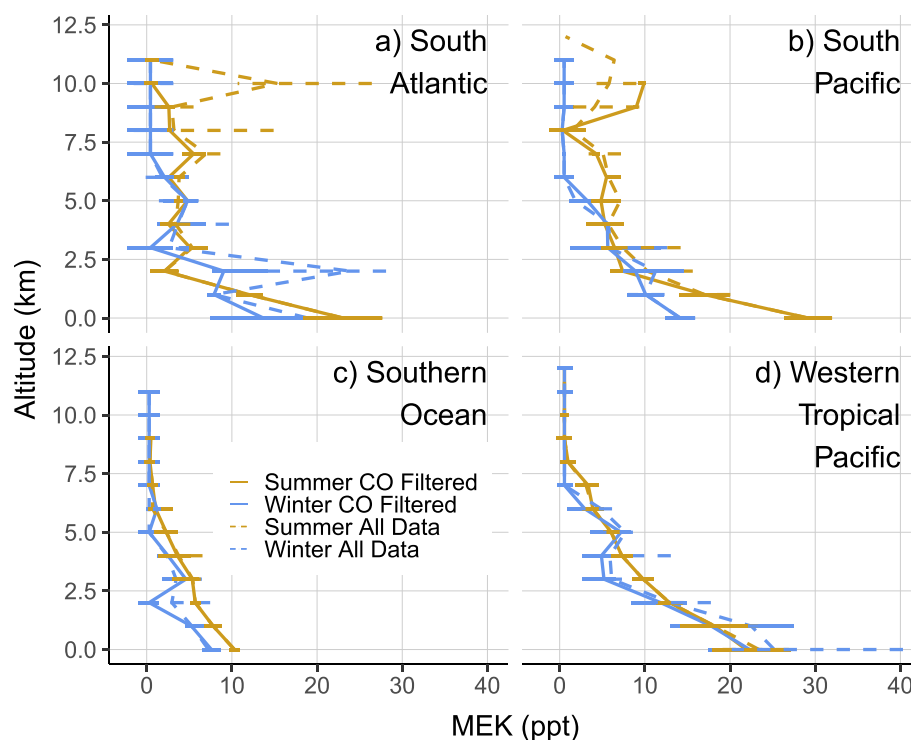 12.5
10.0
7.5
5.0
2.5
0.0
a) South
Atlantic
b) South
Pacific
12.5
10.0
7.5
5.0
2.5
0.0
c) Southern
Ocean
d) Western
Tropical
Pacific
Summer CO Filtered
Winter CO Filtered
Summer All Data
Winter All Data
0 10 20 30 40
0 10 20 30 40
Altitude (km)
MEK (ppt)